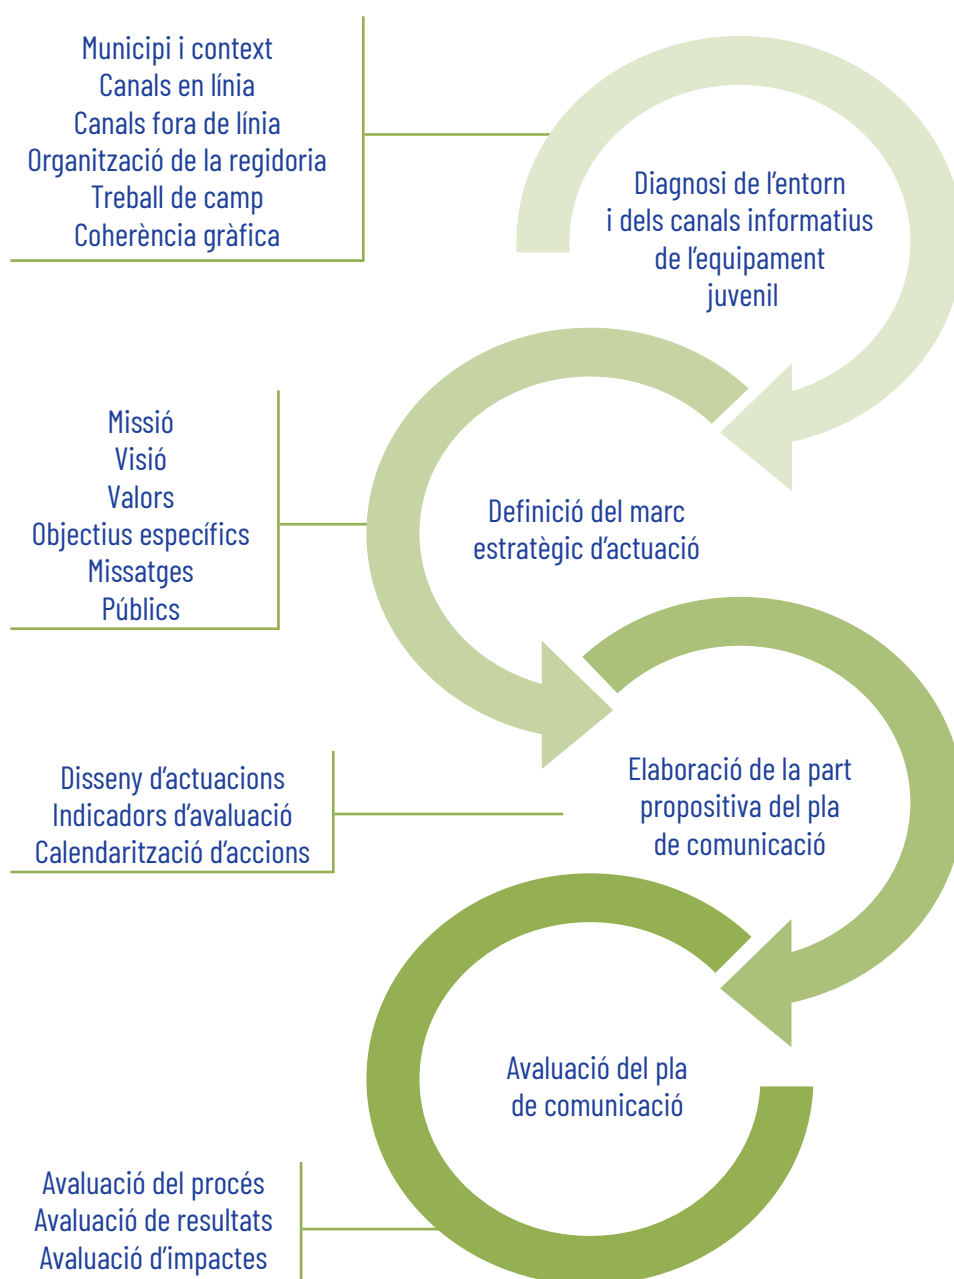 Municipi i context
Canals en línia
Canals fora de línia
Organització de la regidoria
Treball de camp
Coherència gràfica
Diagnosi de l'entorn
i dels canals informatius
de l'equipament
juvenil
Missió
Visió
Valors
Objectius específics
Missatges
Públics
Definició del marc
estratègic d'actuació
Disseny d'actuacions
Indicadors d'avaluació
Calendarització d'accions
Elaboració de la part
propositiva del pla
de comunicació
Avaluació del pla
de comunicació
Avaluació del procés
Avaluació de resultats
Avaluació d'impactes